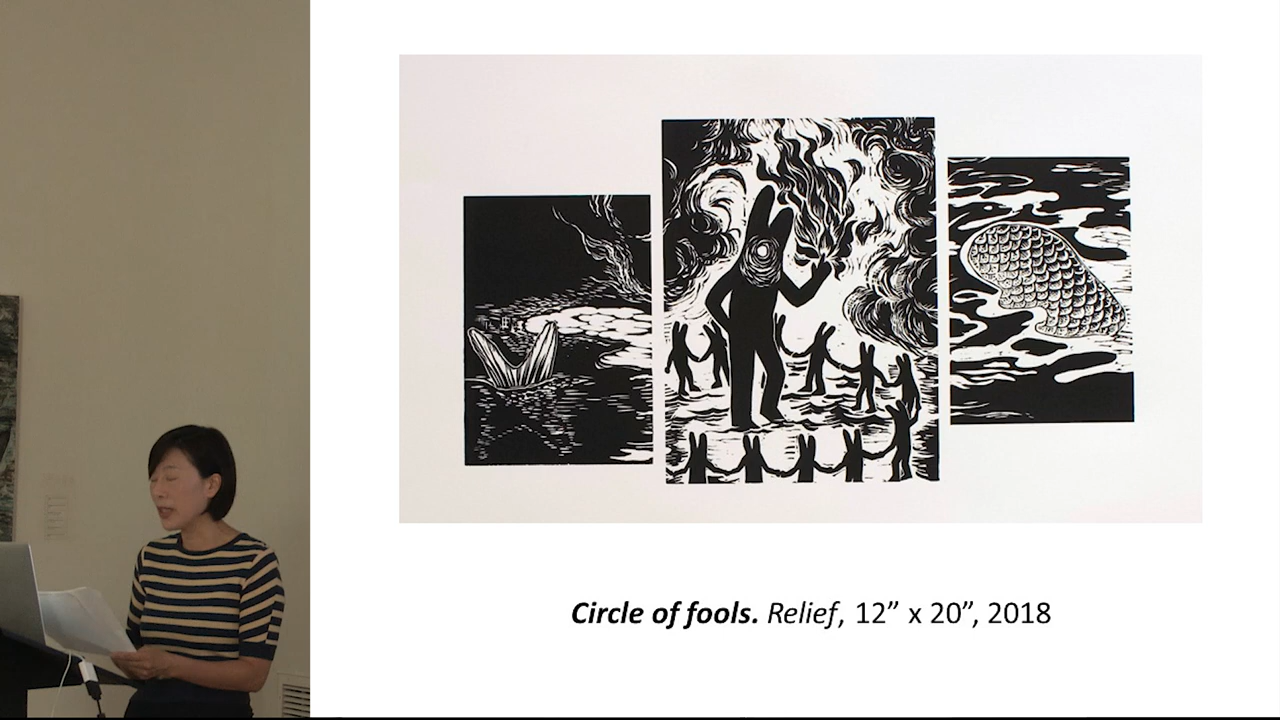 Circle of fools. Relief, 12” x 20”, 2018